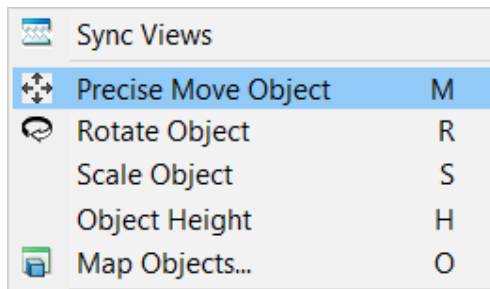 Sync Views
Precise Move Object M
Rotate Object R
Scale Object S
Object Height H
Map Objects... O